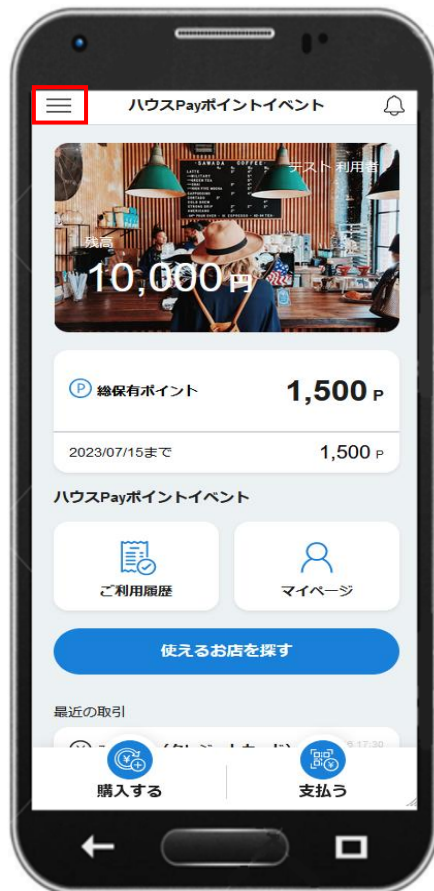 ハウスPayポイントイベント
SAWADA COFFEE
テスト 利用者
残高
10,000円
P 総保有ポイント 1,500 P
2023/07/15まで 1,500 P
ハウスPayポイントイベント
ご利用履歴 マイページ
使えるお店を探す
最近の取引
17:30
購入する 支払う